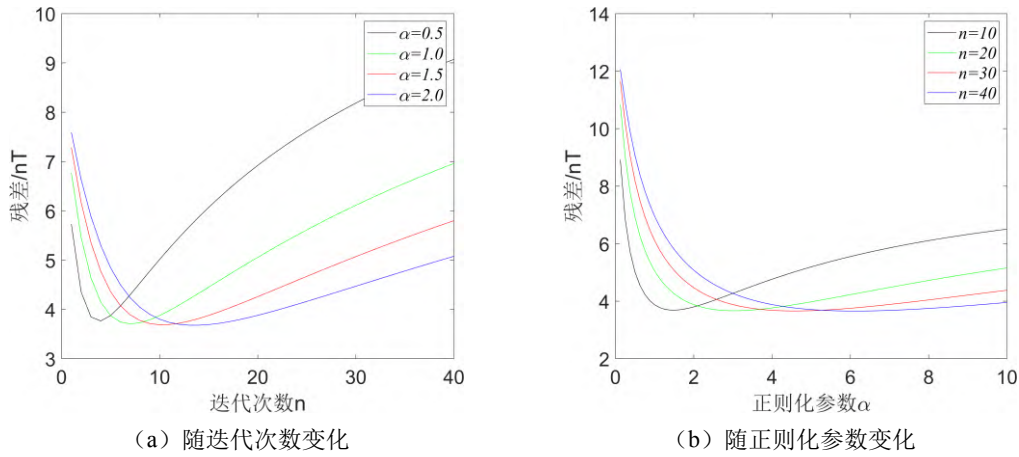 10
9
8
7
6
5
4
3
残差/nT
α=0.5
α=1.0
α=1.5
α=2.0
0 10 20 30 40
迭代次数n
（a）随迭代次数变化
14
12
10
8
6
4
2
残差/nT
n=10
n=20
n=30
n=40
0 2 4 6 8 10
正则化参数α
（b）随正则化参数变化